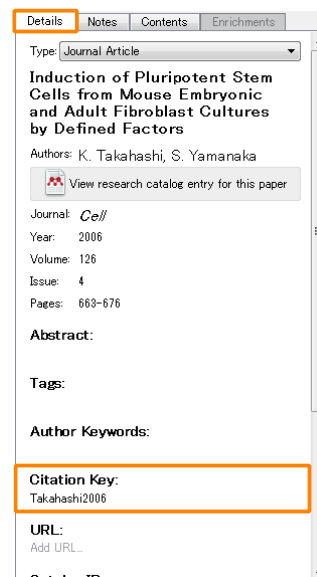 Details Notes Contents Enrichments
Type: Journal Article
Induction of Pluripotent Stem
Cells from Mouse Embryonic
and Adult Fibroblast Cultures
by Defined Factors
Authors: K. Takahashi, S. Yamanaka
View research catalog entry for this paper
Journal: Cell
Year: 2006
Volume: 126
Issue: 4
Pages: 663-676
Abstract:
Tags:
Author Keywords:
Citation Key:
Takahashi2006
URL:
Add URL...